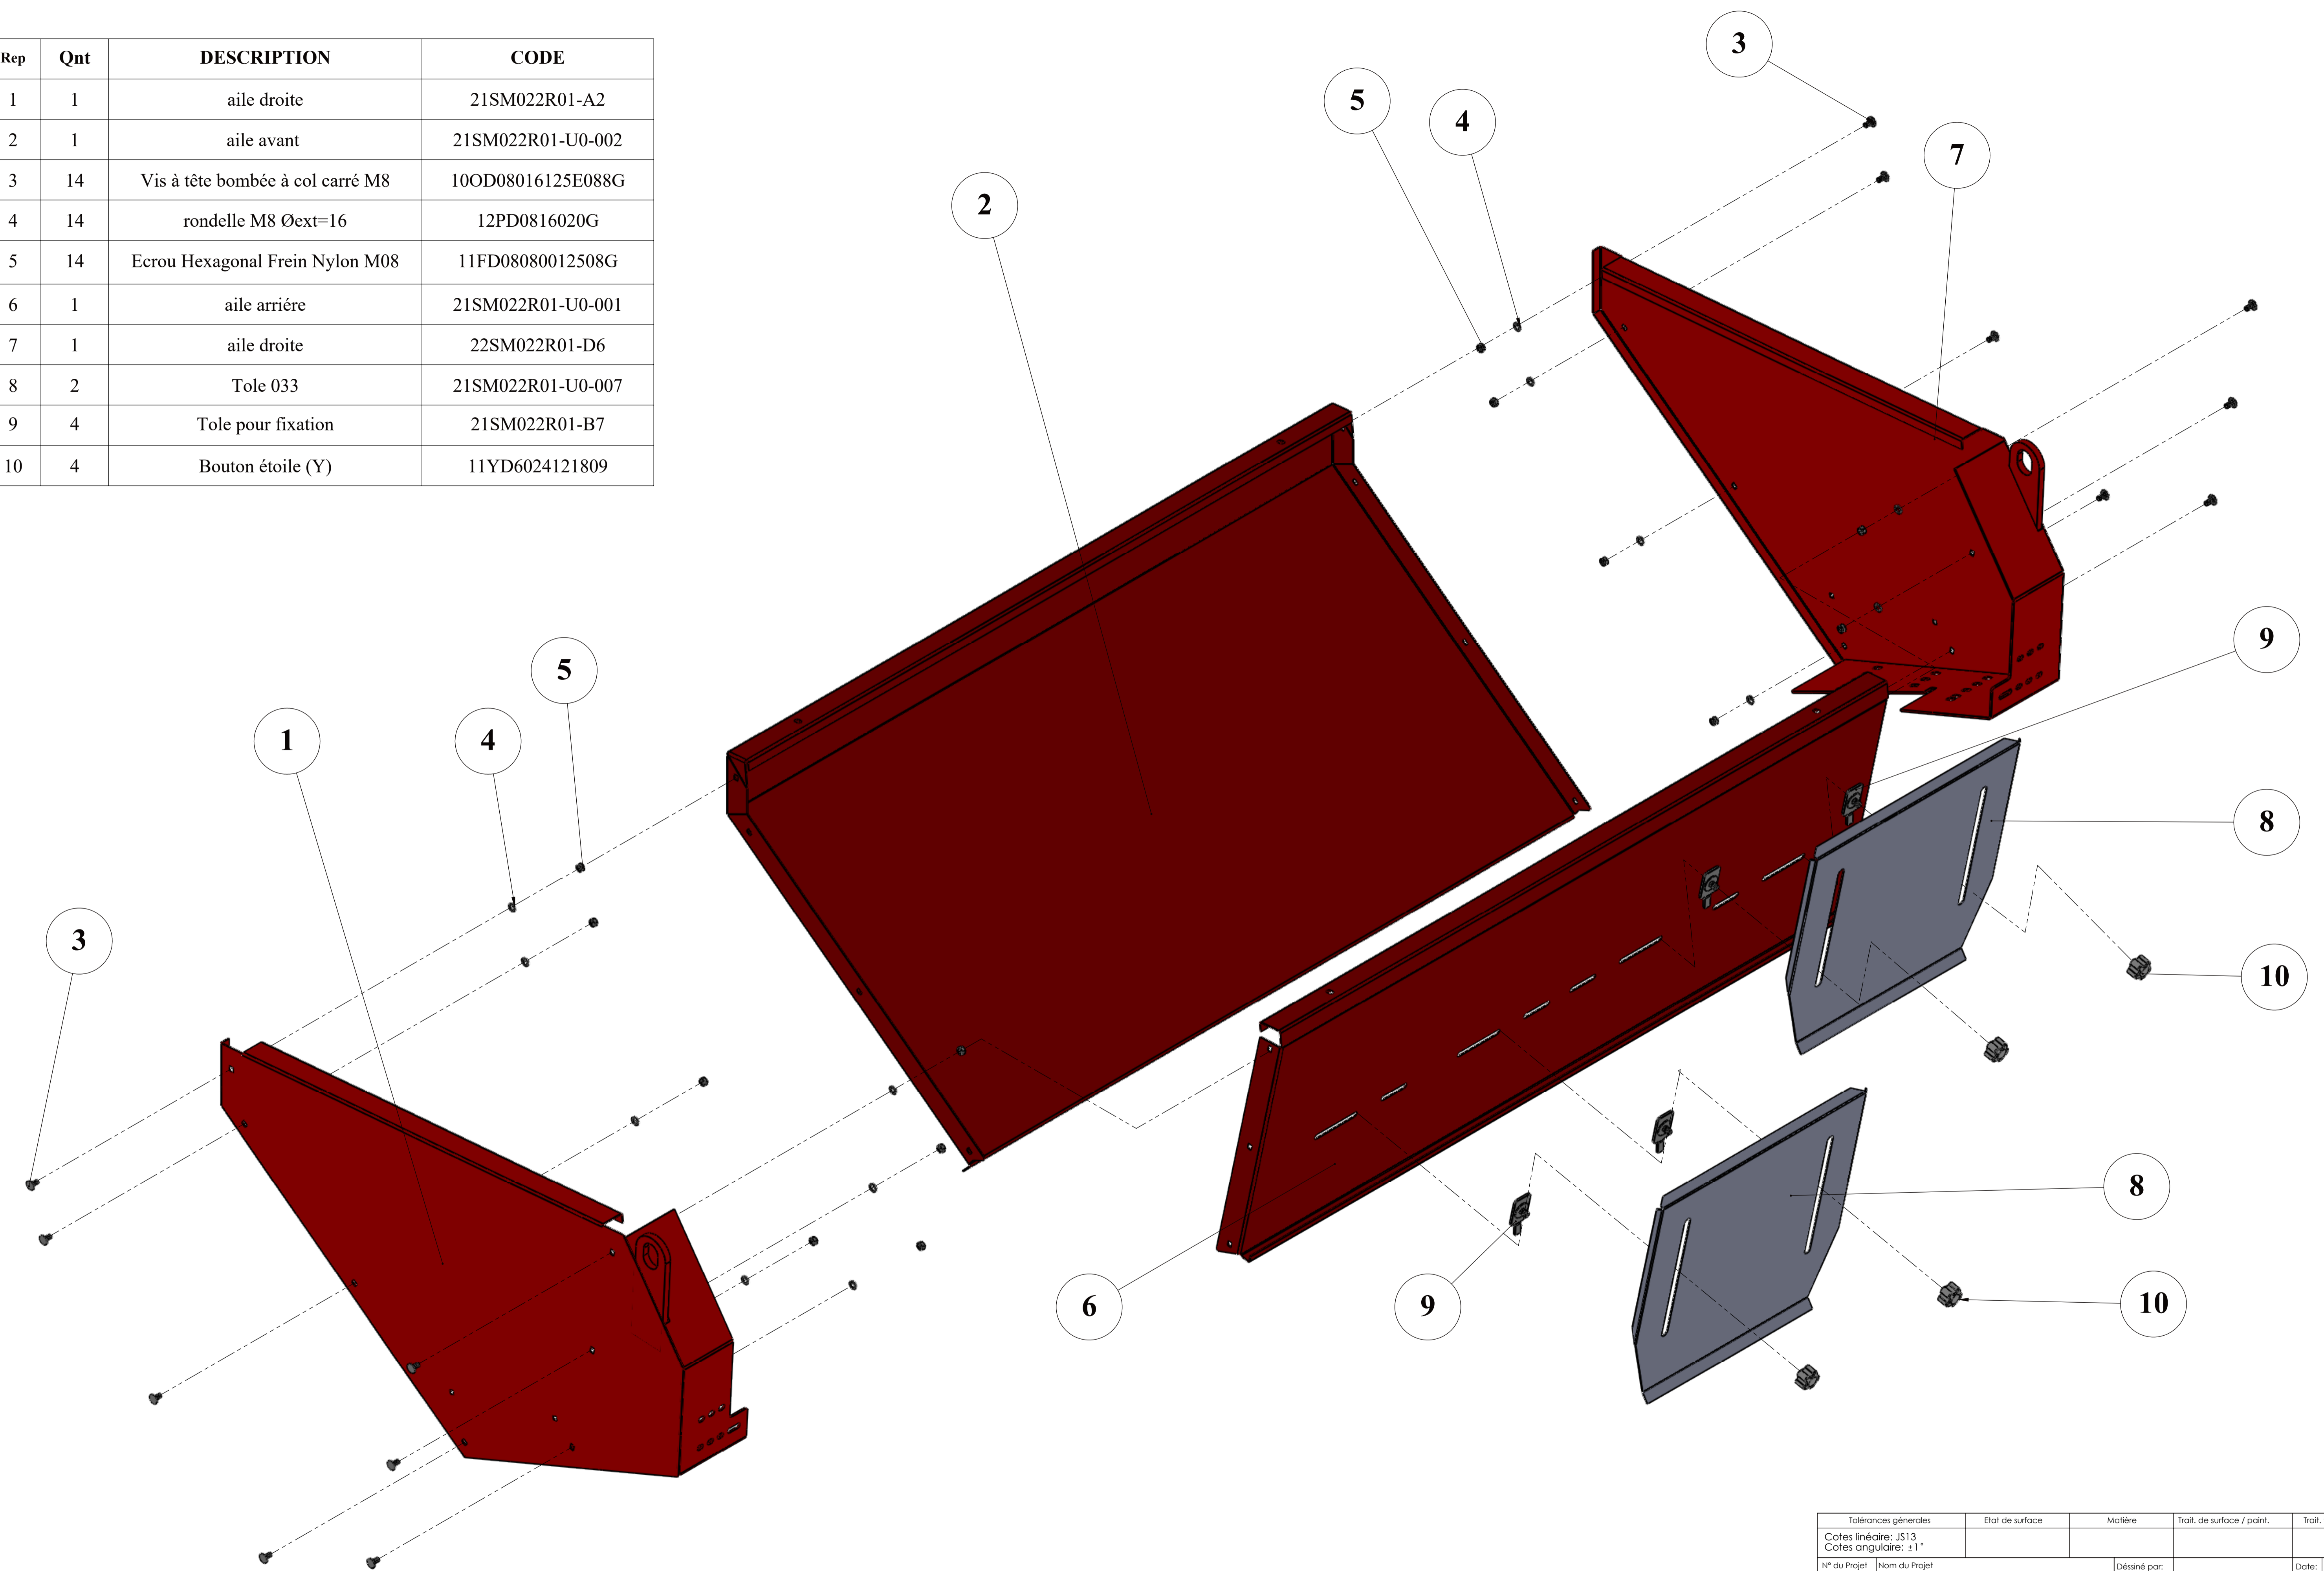 Rep Qnt DESCRIPTION CODE
1 1 aile droite 21SM022R01-A2
2 1 aile avant 21SM022R01-U0-002
3 14 Vis à tête bombée à col carré M8 10OD08016125E088G
4 14 rondelle M8 Øext=16 12PD0816020G
5 14 Ecrou Hexagonal Frein Nylon M08 11FD08080012508G
6 1 aile arriére 21SM022R01-U0-001
7 1 aile droite 22SM022R01-D6
8 2 Tole 033 21SM022R01-U0-007
9 4 Tole pour fixation 21SM022R01-B7
10 4 Bouton étoile (Y) 11YD6024121809
3
5
4
7
2
9
5
1
4
8
3
10
8
6
9
10
Tolérances génerales Etat de surface Matière Trait. de surface / paint. Trait.
Cotes linéaire: JS13
Cotes angulaire: ±1°
N° du Projet Nom du Projet Déssiné par: Date: